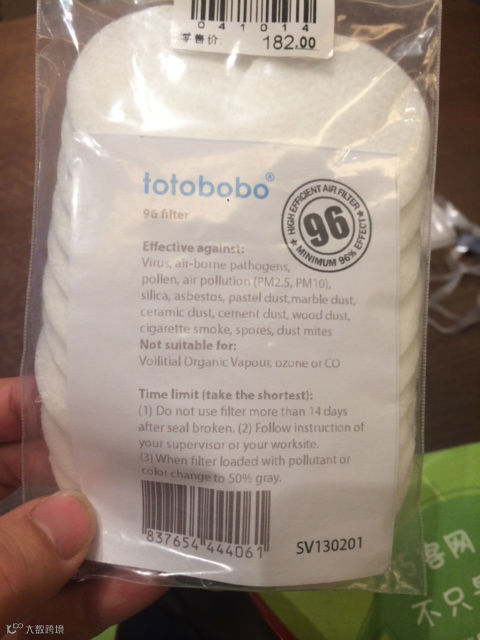 041014
零售价: 182.00
totobobo®
96 filter
HIGH EFFICIENT AIR FILTER
96
MINIMUM 96% EFFECT
Effective against:
Virus, air-borne pathogens,
pollen, air pollution (PM2.5, PM10),
silica, asbestos, pastel dust,marble dust,
ceramic dust, cement dust, wood dust,
cigarette smoke, spores, dust mites
Not suitable for:
Voilitial Organic Vapour, ozone or CO
Time limit (take the shortest):
(1) Do not use filter more than 14 days
after seal broken. (2) Follow instruction of
your supervisor or your worksite.
(3) When filter loaded with pollutant or
color change to 50% gray.
837654 444061
SV130201
客网
不只
大数跨境